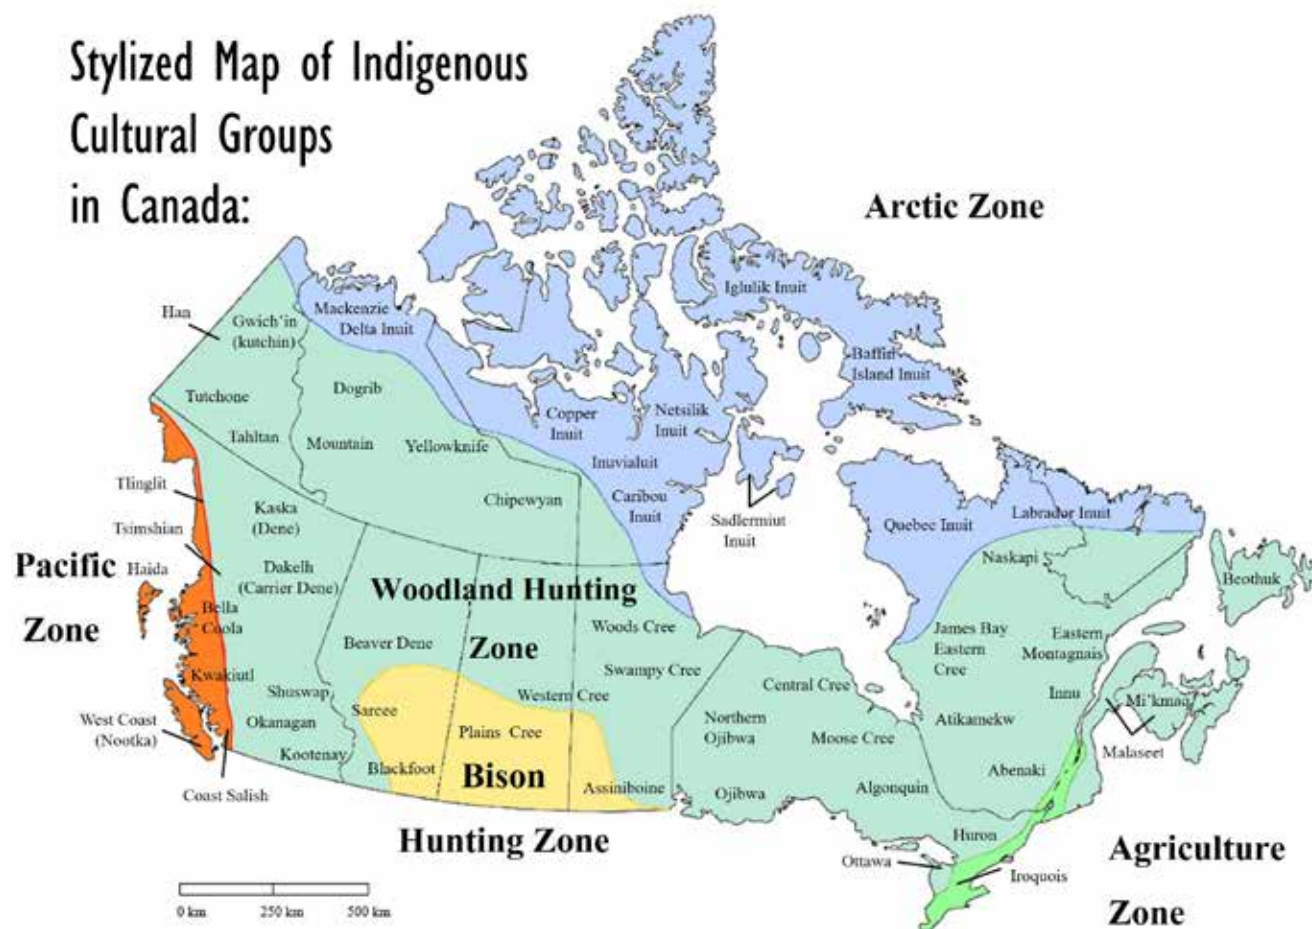 Stylized Map of Indigenous
Cultural Groups
in Canada:
Arctic Zone
Iglulik Inuit
Han
Gwich'in
(kutchin)
Mackenzie
Delta Inuit
Baffin
Island Inuit
Tutchone
Dogrib
Copper
Inuit
Netsilik
Inuit
Tahltan
Mountain
Yellowknife
Inuvialuit
Tlinglit
Chipewyan
Caribou
Inuit
Sadlermiut
Inuit
Quebec Inuit
Labrador Inuit
Kaska
(Dene)
Tsimshian
Naskapi
Pacific
Zone
Haida
Dakelh
(Carrier Dene)
Woodland Hunting
Zone
Beothuk
Bella
Coola
Woods Cree
James Bay
Eastern
Cree
Eastern
Montagnais
Beaver Dene
Swampy Cree
Kwakiutl
Central Cree
Shuswap
Western Cree
Innu
Mi'kmaq
Sarcee
West Coast
(Nootka)
Okanagan
Plains Cree
Northern
Ojibwa
Moose Cree
Atikamekw
Malaseet
Kootenay
Blackfoot
Bison
Hunting Zone
Abenaki
Coast Salish
Assiniboine
Ojibwa
Algonquin
Huron
Ottawa
Iroquois
Agriculture
Zone
0 km
250 km
500 km